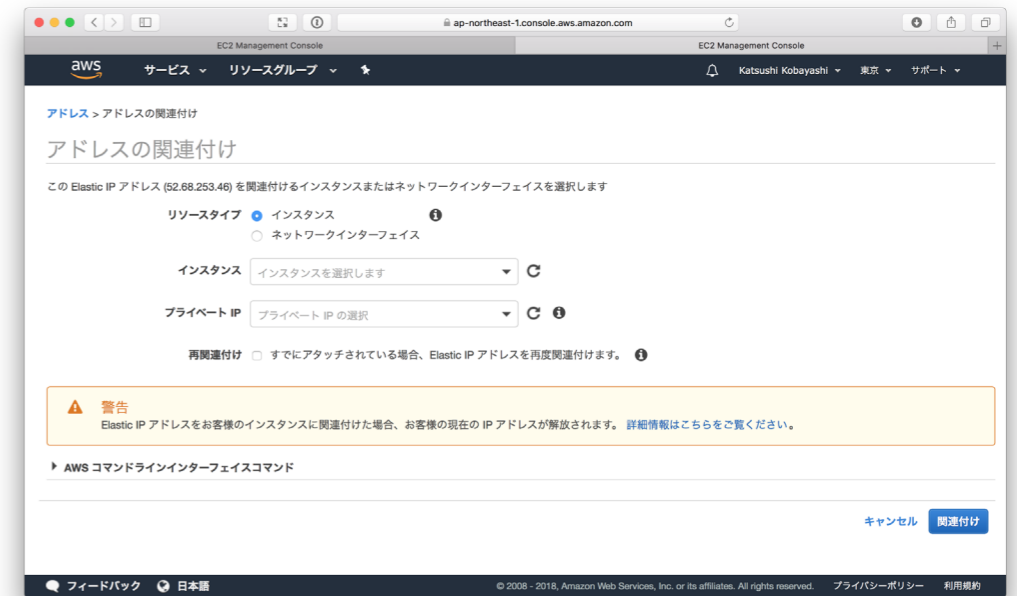 ap-northeast-1.console.aws.amazon.com
EC2 Management Console
EC2 Management Console
aws サービス リソースグループ Katsushi Kobayashi 東京 サポート
アドレス > アドレスの関連付け
アドレスの関連付け
この Elastic IP アドレス (52.68.253.46) を関連付けるインスタンスまたはネットワークインターフェイスを選択します
リソースタイプ インスタンス
ネットワークインターフェイス
インスタンス インスタンスを選択します
プライベート IP プライベート IP の選択
再関連付け すでにアタッチされている場合、Elastic IP アドレスを再度関連付けます。
警告
Elastic IP アドレスをお客様のインスタンスに関連付けた場合、お客様の現在の IP アドレスが解放されます。 詳細情報はこちらをご覧ください。
AWS コマンドラインインターフェイスコマンド
キャンセル 関連付け
フィードバック 日本語 © 2008 - 2018, Amazon Web Services, Inc. or its affiliates. All rights reserved. プライバシーポリシー 利用規約